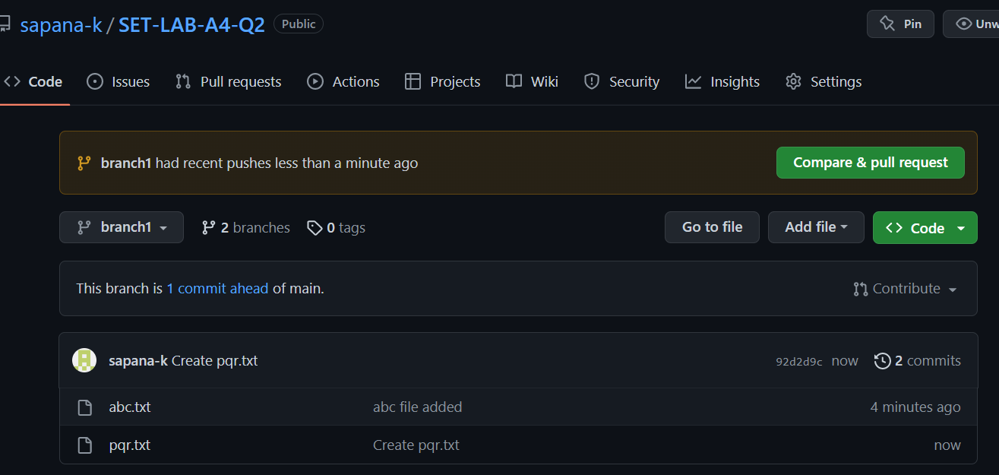 sapana-k / SET-LAB-A4-Q2 Public Pin
Code Issues Pull requests Actions Projects Wiki Security Insights Settings
branch1 had recent pushes less than a minute ago Compare & pull request
branch1 2 branches 0 tags Go to file Add file Code
This branch is 1 commit ahead of main. Contribute
sapana-k Create pqr.txt 92d2d9c now 2 commits
abc.txt abc file added 4 minutes ago
pqr.txt Create pqr.txt now